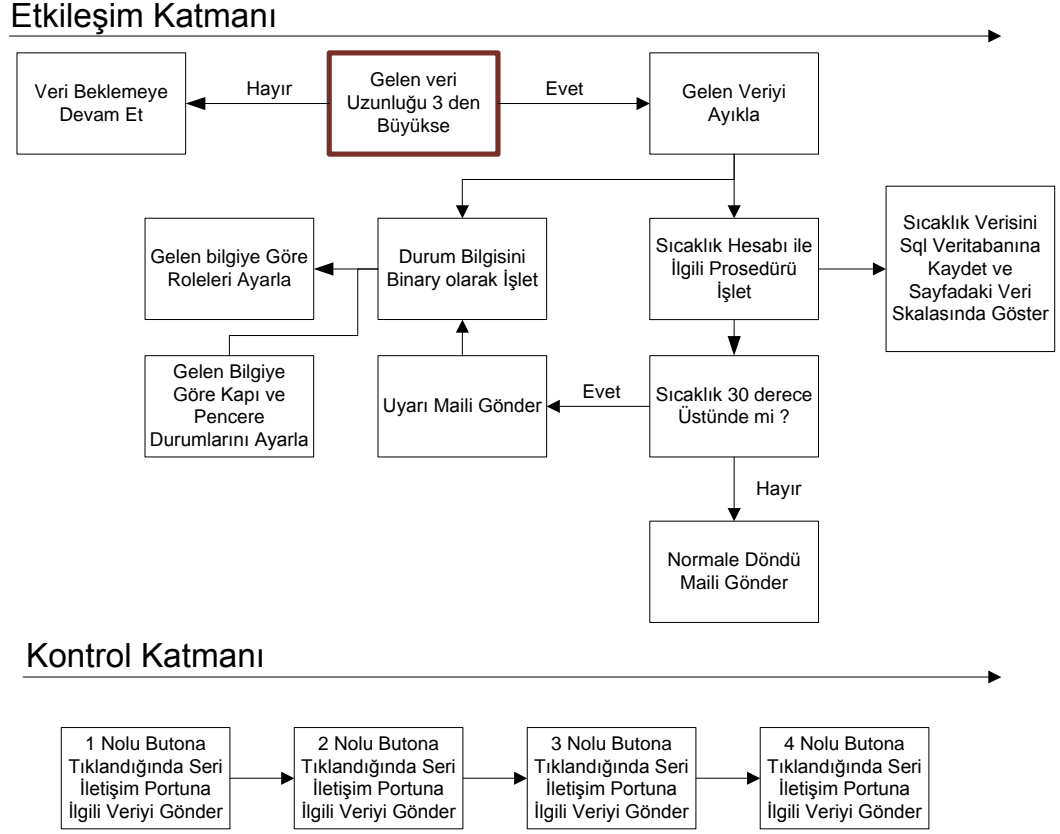 Etkileşim Katmanı
Veri Beklemeye
Devam Et
Hayır
Gelen veri
Uzunluğu 3 den
Büyükse
Evet
Gelen Veriyi
Ayıkla
Gelen bilgiye Göre
Roleleri Ayarla
Durum Bilgisini
Binary olarak İşlet
Sıcaklık Hesabı ile
İlgili Prosedürü
İşlet
Sıcaklık Verisini
Sql Veritabanına
Kaydet ve
Sayfadaki Veri
Skalasında Göster
Gelen Bilgiye
Göre Kapı ve
Pencere
Durumlarını Ayarla
Uyarı Maili Gönder
Evet
Sıcaklık 30 derece
Üstünde mi ?
Hayır
Normale Döndü
Maili Gönder
Kontrol Katmanı
1 Nolu Butona
Tıklandığında Seri
İletişim Portuna
İlgili Veriyi Gönder
2 Nolu Butona
Tıklandığında Seri
İletişim Portuna
İlgili Veriyi Gönder
3 Nolu Butona
Tıklandığında Seri
İletişim Portuna
İlgili Veriyi Gönder
4 Nolu Butona
Tıklandığında Seri
İletişim Portuna
İlgili Veriyi Gönder